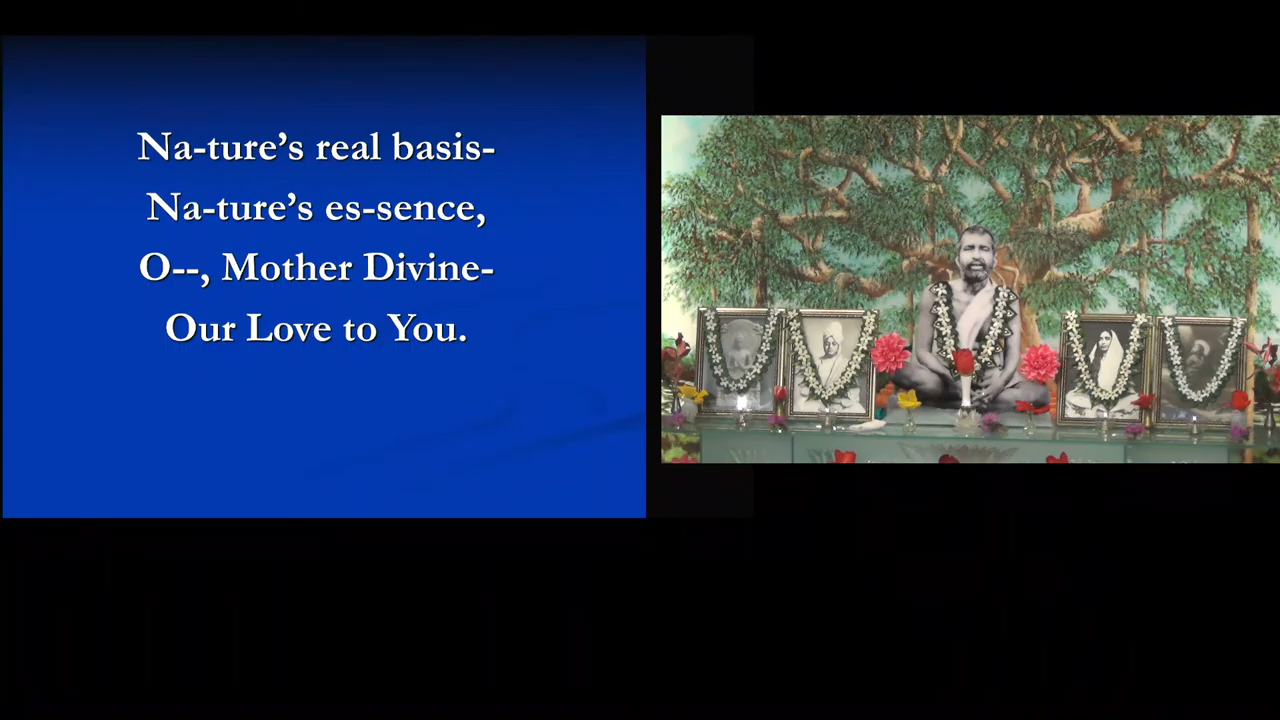 Na-ture’s real basis-
Na-ture’s es-sence,
O--, Mother Divine-
Our Love to You.